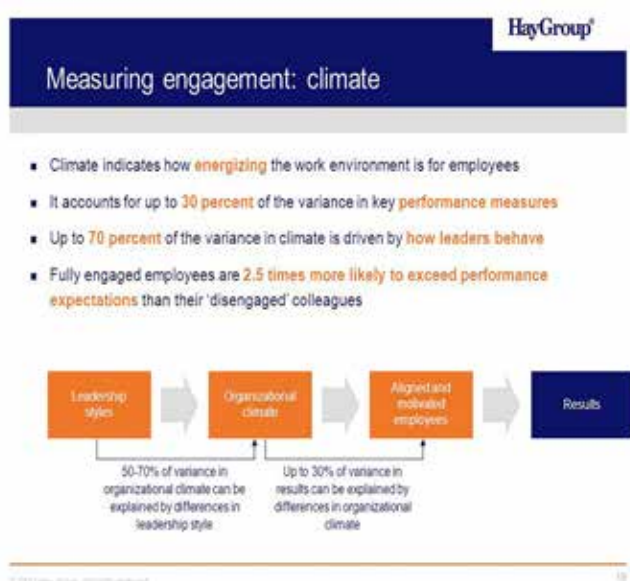 HayGroup®
Measuring engagement: climate
Climate indicates how energizing the work environment is for employees
It accounts for up to 30 percent of the variance in key performance measures
Up to 70 percent of the variance in climate is driven by how leaders behave
Fully engaged employees are 2.5 times more likely to exceed performance
expectations than their 'disengaged' colleagues
Leadership
styles
Organizational
climate
Aligned and
motivated
employees
Results
50-70% of variance in
organizational climate can be
explained by differences in
leadership style
Up to 30% of variance in
results can be explained by
differences in organizational
climate